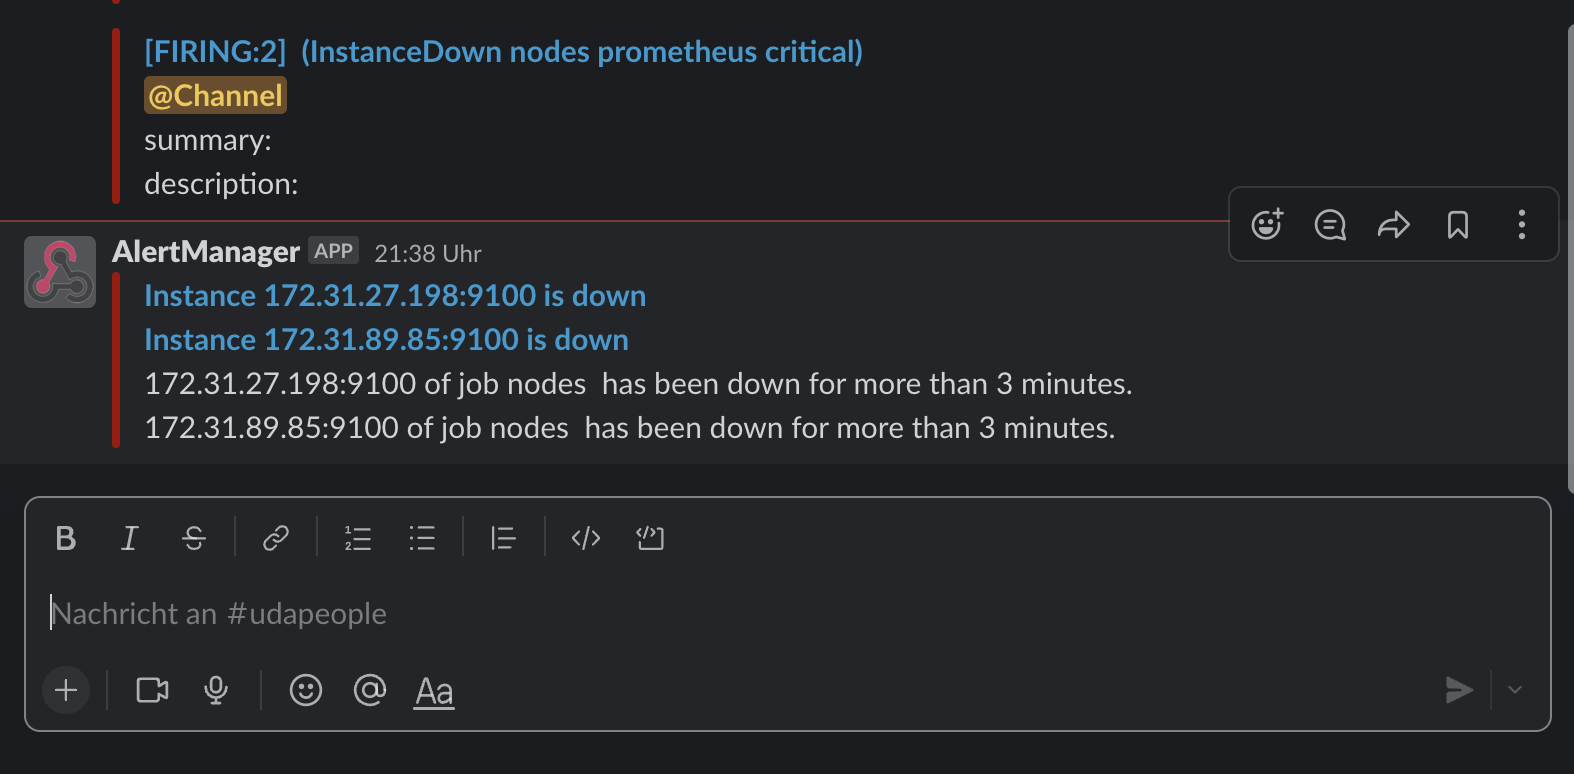 [FIRING:2]  (InstanceDown nodes prometheus critical)
@Channel
summary:
description:
AlertManager APP 21:38 Uhr
Instance 172.31.27.198:9100 is down
Instance 172.31.89.85:9100 is down
172.31.27.198:9100 of job nodes  has been down for more than 3 minutes.
172.31.89.85:9100 of job nodes  has been down for more than 3 minutes.
Nachricht an #udapeople
Aa